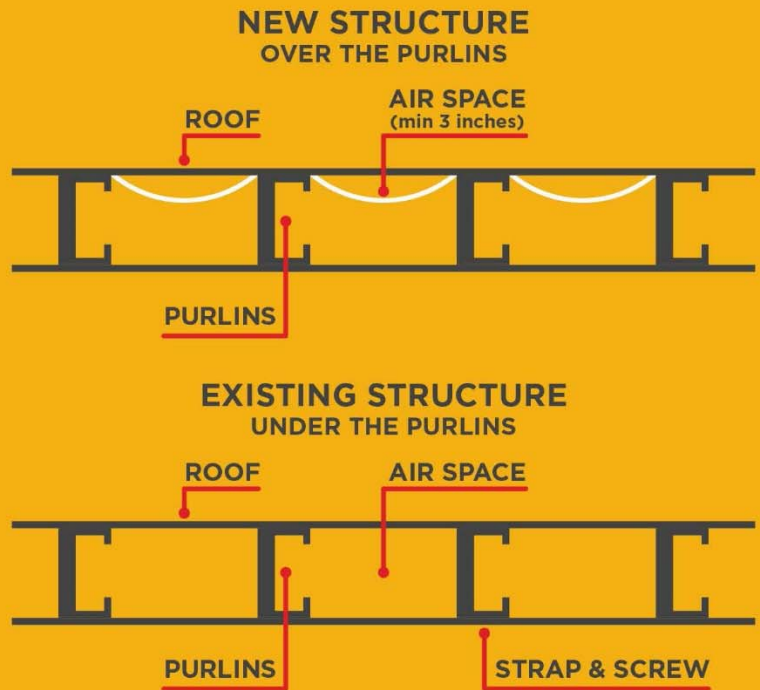 NEW STRUCTURE
OVER THE PURLINS
ROOF
AIR SPACE
(min 3 inches)
PURLINS
EXISTING STRUCTURE
UNDER THE PURLINS
ROOF
AIR SPACE
PURLINS
STRAP & SCREW